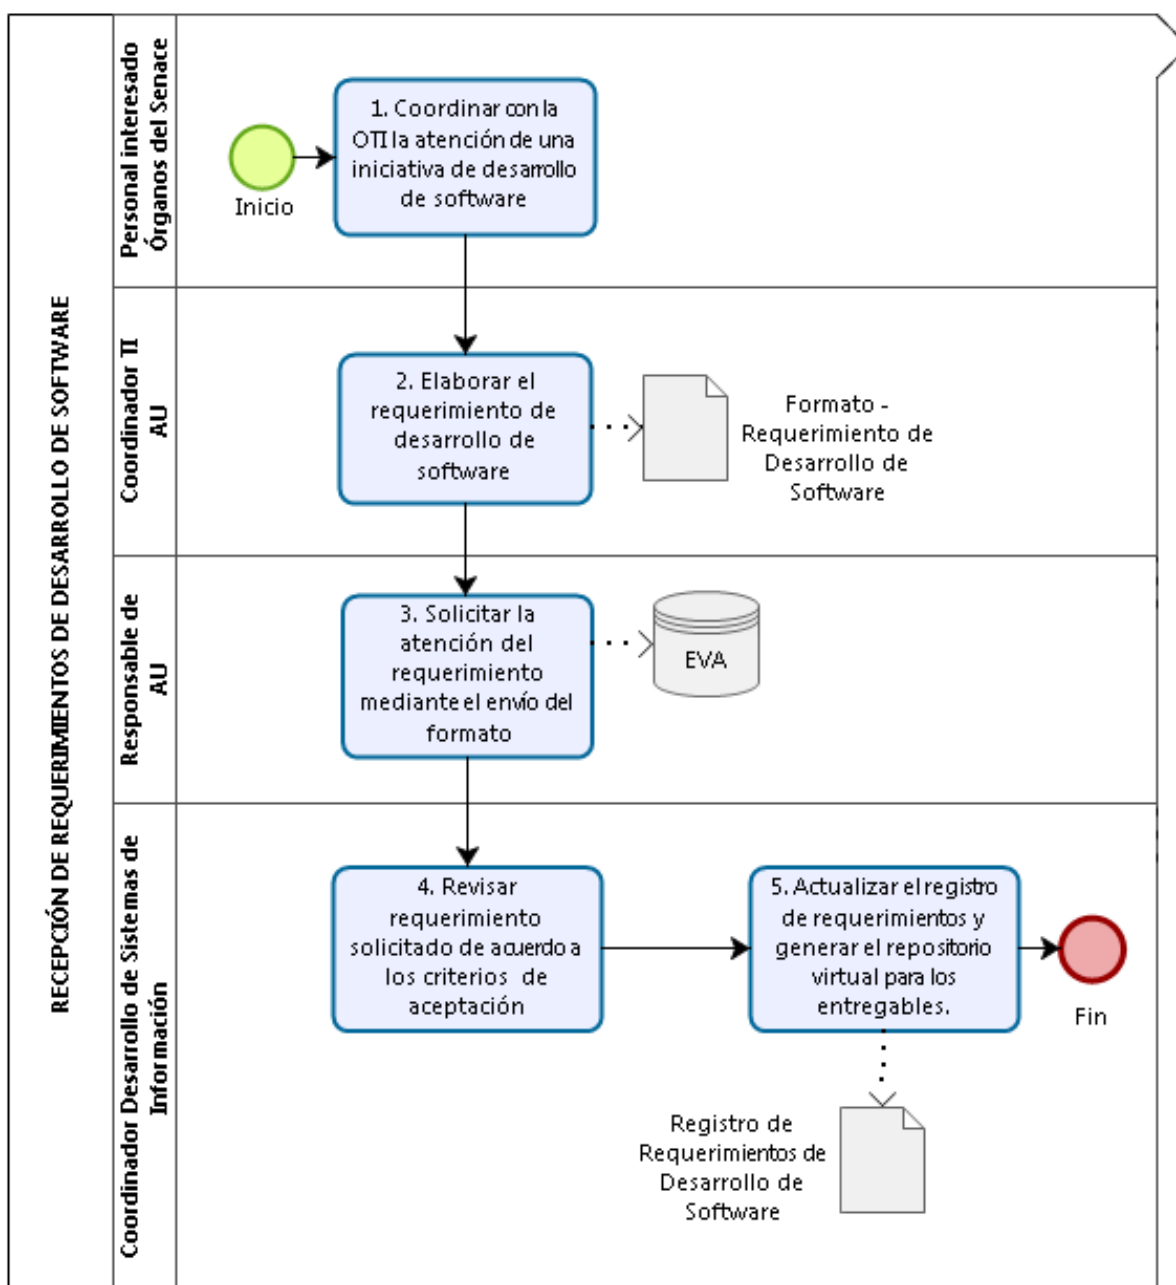 RECEPCIÓN DE REQUERIMIENTOS DE DESARROLLO DE SOFTWARE
Personal interesado
Órganos del Senace
Inicio
1. Coordinar con la
OTI la atención de una
iniciativa de desarrollo
de software
Coordinador TI
AU
2. Elaborar el
requerimiento de
desarrollo de
software
Formato -
Requerimiento de
Desarrollo de
Software
Responsable de
AU
3. Solicitar la
atención del
requerimiento
mediante el envío del
formato
EVA
Coordinador Desarrollo de Sistemas de
Información
4. Revisar
requerimiento
solicitado de acuerdo a
los criterios de
aceptación
5. Actualizar el registro
de requerimientos y
generar el repositorio
virtual para los
entregables.
Fin
Registro de
Requerimientos de
Desarrollo de
Software